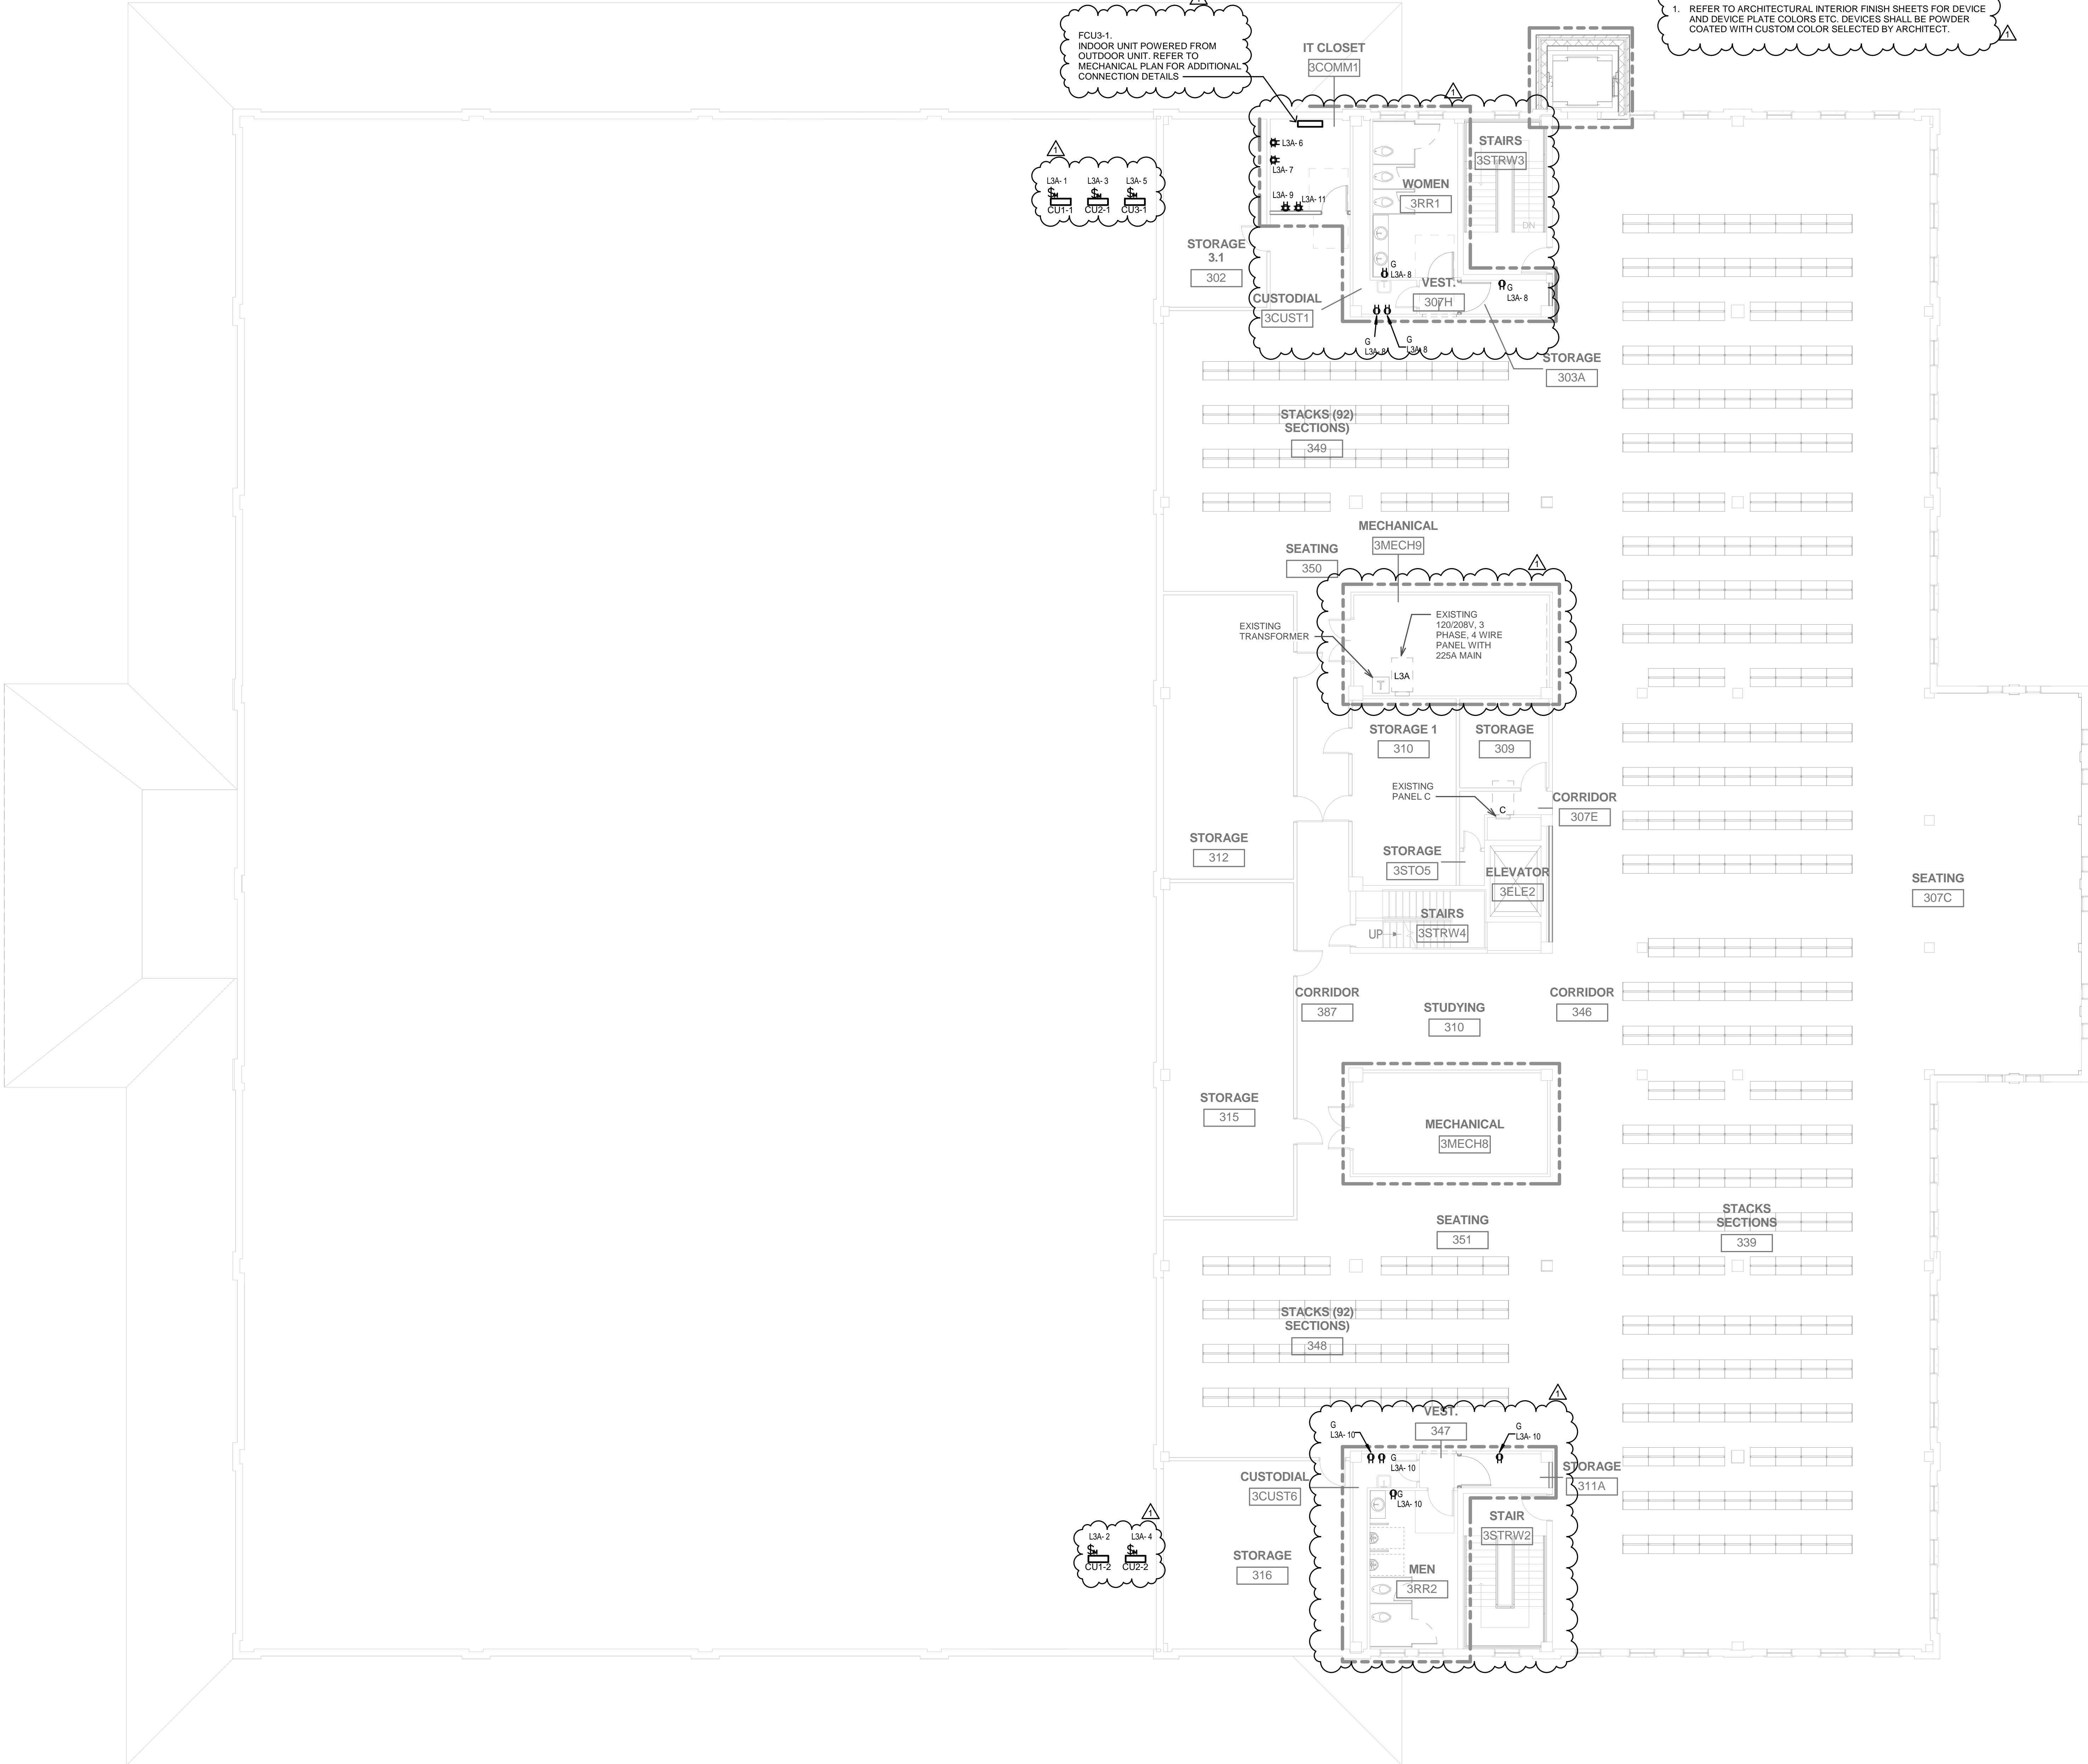 1
FCU3-1.
INDOOR UNIT POWERED FROM
OUTDOOR UNIT. REFER TO
MECHANICAL PLAN FOR ADDITIONAL
CONNECTION DETAILS
1. REFER TO ARCHITECTURAL INTERIOR FINISH SHEETS FOR DEVICE
AND DEVICE PLATE COLORS ETC. DEVICES SHALL BE POWDER
COATED WITH CUSTOM COLOR SELECTED BY ARCHITECT.
1
IT CLOSET
3COMM1
1
1
L3A- 1
L3A- 3
L3A- 5
$M
$M
$M
CU1-1
CU2-1
CU3-1
L3A- 6
L3A- 7
L3A- 9
L3A- 11
STAIRS
3STRW3
WOMEN
3RR1
DN
STORAGE
3.1
302
G
L3A- 8
VEST.
307H
G
L3A- 8
CUSTODIAL
3CUST1
G
L3A- 8
G
L3A- 8
STORAGE
303A
STACKS (92)
SECTIONS)
349
MECHANICAL
3MECH9
SEATING
350
1
EXISTING
TRANSFORMER
EXISTING
120/208V, 3
PHASE, 4 WIRE
PANEL WITH
225A MAIN
L3A
T
STORAGE 1
310
STORAGE
309
EXISTING
PANEL C
C
CORRIDOR
307E
STORAGE
312
STORAGE
3STO5
ELEVATOR
3ELE2
SEATING
307C
STAIRS
3STRW4
UP
CORRIDOR
387
STUDYING
310
CORRIDOR
346
STORAGE
315
MECHANICAL
3MECH8
SEATING
351
STACKS
SECTIONS
339
STACKS (92)
SECTIONS)
348
1
VEST.
347
G
L3A- 10
G
L3A- 10
G
L3A- 10
CUSTODIAL
3CUST6
STORAGE
311A
G
L3A- 10
1
L3A- 2
L3A- 4
$M
$M
CU1-2
CU2-2
STAIR
3STRW2
STORAGE
316
MEN
3RR2